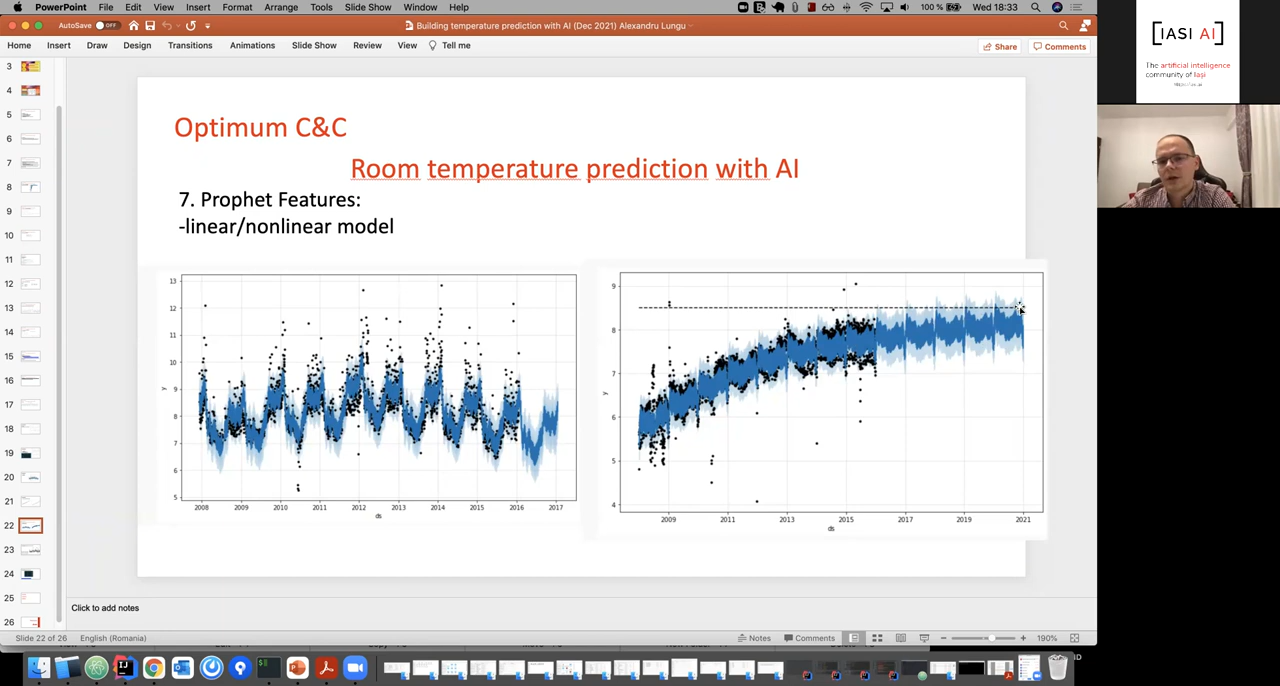 PowerPoint File Edit View Insert Format Arrange Tools Slide Show Window Help 100 % Wed 18:33
AutoSave OFF Building temperature prediction with AI (Dec 2021) Alexandru Lungu
Home Insert Draw Design Transitions Animations Slide Show Review View Tell me Share Comments
3
4
5
6
7
8
9
10
11
12
13
14
15
16
17
18
19
20
21
22
23
24
25
26
Optimum C&C
Room temperature prediction with AI
7. Prophet Features:
-linear/nonlinear model
13
12
11
10
9
8
7
6
5
y
2008 2009 2010 2011 2012 2013 2014 2015 2016 2017
ds
9
8
7
6
5
4
y
2009 2011 2013 2015 2017 2019 2021
ds
Click to add notes
Slide 22 of 26 English (Romania) Notes Comments 190%
[IASI AI]
The artificial intelligence
community of Iași